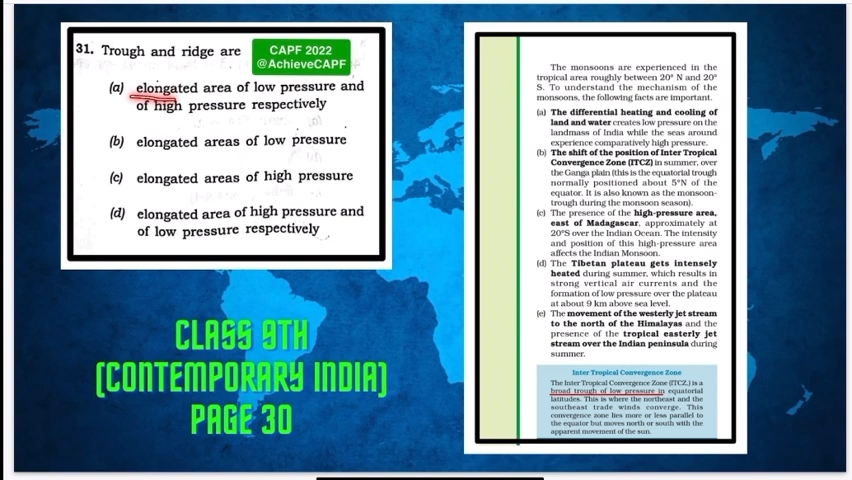 31. Trough and ridge are
CAPF 2022
@AchieveCAPF
(a) elongated area of low pressure and
of high pressure respectively
(b) elongated areas of low pressure
(c) elongated areas of high pressure
(d) elongated area of high pressure and
of low pressure respectively
CLASS 9TH
(CONTEMPORARY INDIA)
PAGE 30
The monsoons are experienced in the
tropical area roughly between 20° N and 20°
S. To understand the mechanism of the
monsoons, the following facts are important.
(a) The differential heating and cooling of
land and water creates low pressure on the
landmass of India while the seas around
experience comparatively high pressure.
(b) The shift of the position of Inter Tropical
Convergence Zone (ITCZ) in summer, over
the Ganga plain (this is the equatorial trough
normally positioned about 5°N of the
equator. It is also known as the monsoon-
trough during the monsoon season).
(c) The presence of the high-pressure area,
east of Madagascar, approximately at
20°S over the Indian Ocean. The intensity
and position of this high-pressure area
affects the Indian Monsoon.
(d) The Tibetan plateau gets intensely
heated during summer, which results in
strong vertical air currents and the
formation of low pressure over the plateau
at about 9 km above sea level.
(e) The movement of the westerly jet stream
to the north of the Himalayas and the
presence of the tropical easterly jet
stream over the Indian peninsula during
summer.
Inter Tropical Convergence Zone
The Inter Tropical Convergence Zone (ITCZ,) is a
broad trough of low pressure in equatorial
latitudes. This is where the northeast and the
southeast trade winds converge. This
convergence zone lies more or less parallel to
the equator but moves north or south with the
apparent movement of the sun.